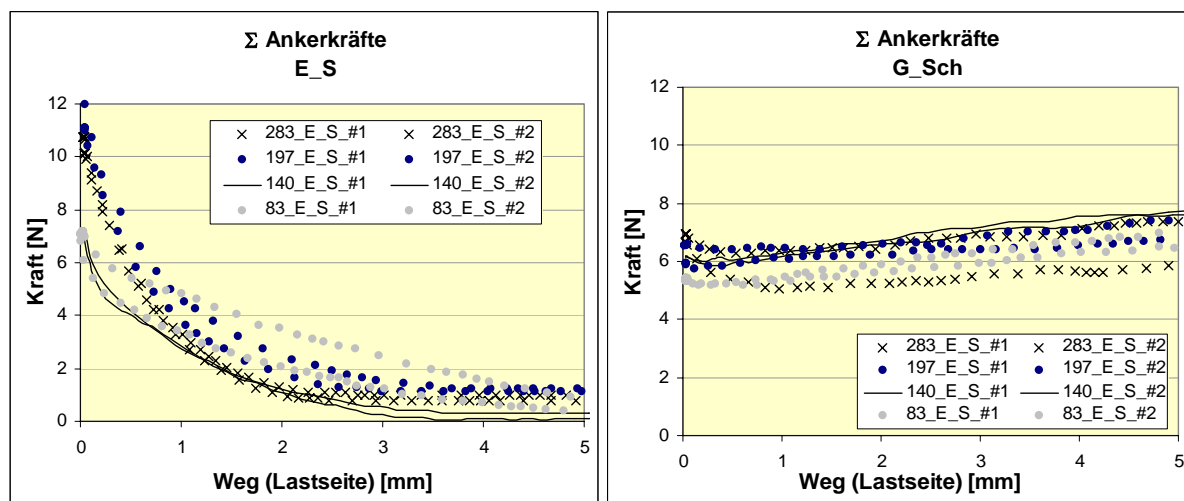 Σ Ankerkräfte
E_S
Kraft [N]
12
10
8
6
4
2
0
283_E_S_#1 283_E_S_#2
197_E_S_#1 197_E_S_#2
140_E_S_#1 140_E_S_#2
83_E_S_#1 83_E_S_#2
0 1 2 3 4 5
Weg (Lastseite) [mm]
Σ Ankerkräfte
G_Sch
Kraft [N]
12
10
8
6
4
2
0
283_E_S_#1 283_E_S_#2
197_E_S_#1 197_E_S_#2
140_E_S_#1 140_E_S_#2
83_E_S_#1 83_E_S_#2
0 1 2 3 4 5
Weg (Lastseite) [mm]